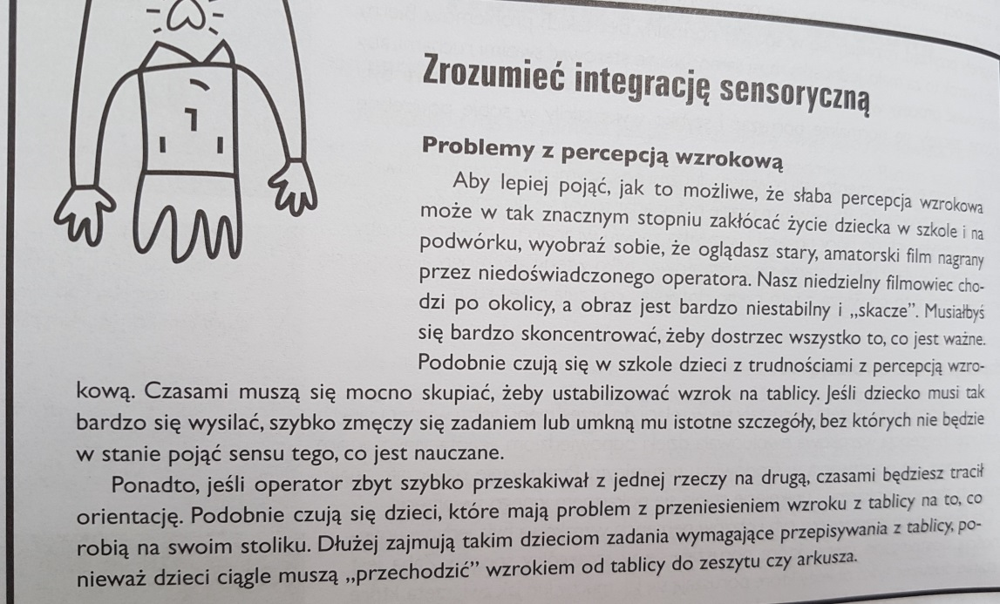 Zrozumieć integrację sensoryczną
Problemy z percepcją wzrokową
Aby lepiej pojąć, jak to możliwe, że słaba percepcja wzrokowa
może w tak znacznym stopniu zakłócać życie dziecka w szkole i na
podwórku, wyobraź sobie, że oglądasz stary, amatorski film nagrany
przez niedoświadczonego operatora. Nasz niedzielny filmowiec cho-
dzi po okolicy, a obraz jest bardzo niestabilny i „skacze”. Musiałbyś
się bardzo skoncentrować, żeby dostrzec wszystko to, co jest ważne.
Podobnie czują się w szkole dzieci z trudnościami z percepcją wzro-
kową. Czasami muszą się mocno skupiać, żeby ustabilizować wzrok na tablicy. Jeśli dziecko musi tak
bardzo się wysilać, szybko zmęczy się zadaniem lub umkną mu istotne szczegóły, bez których nie będzie
w stanie pojąć sensu tego, co jest nauczane.
Ponadto, jeśli operator zbyt szybko przeskakiwał z jednej rzeczy na drugą, czasami będziesz tracił
orientację. Podobnie czują się dzieci, które mają problem z przeniesieniem wzroku z tablicy na to, co
robią na swoim stoliku. Dłużej zajmują takim dzieciom zadania wymagające przepisywania z tablicy, po-
nieważ dzieci ciągle muszą „przechodzić” wzrokiem od tablicy do zeszytu czy arkusza.